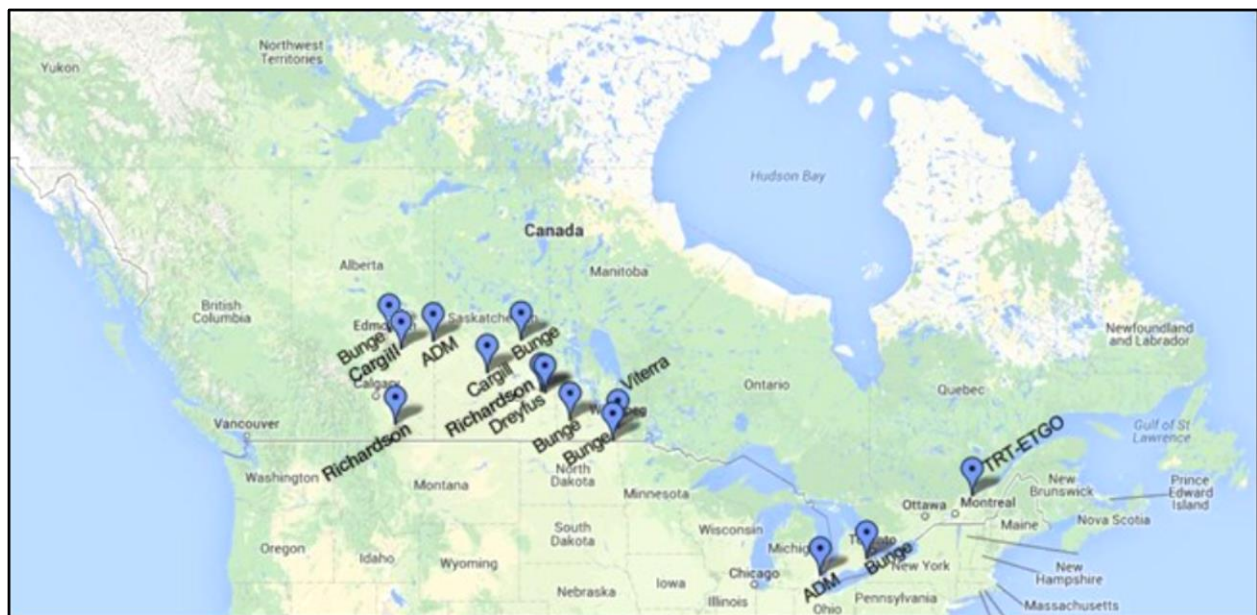 Northwest
Territories
Yukon
Hudson Bay
Canada
Alberta
Manitoba
British
Columbia
Saskatchewan
Newfoundland
and Labrador
Bunge
Cargill
ADM
Cargill
Bunge
Richardson
Dreyfus
Bunge
Bunge
Viterra
Calgary
Richardson
Vancouver
Ontario
Quebec
Gulf of St
Lawrence
TRT-ETGO
Washington
Montana
North
Dakota
Minnesota
Ottawa
Montreal
New
Brunswick
Prince
Edward
Island
Nova Scotia
Maine
Oregon
Idaho
Wyoming
South
Dakota
Wisconsin
Chicago
ADM
Bunge
New York
New
Hampshire
Massachusetts
Nebraska
Iowa
Illinois
Ohio
Pennsylvania